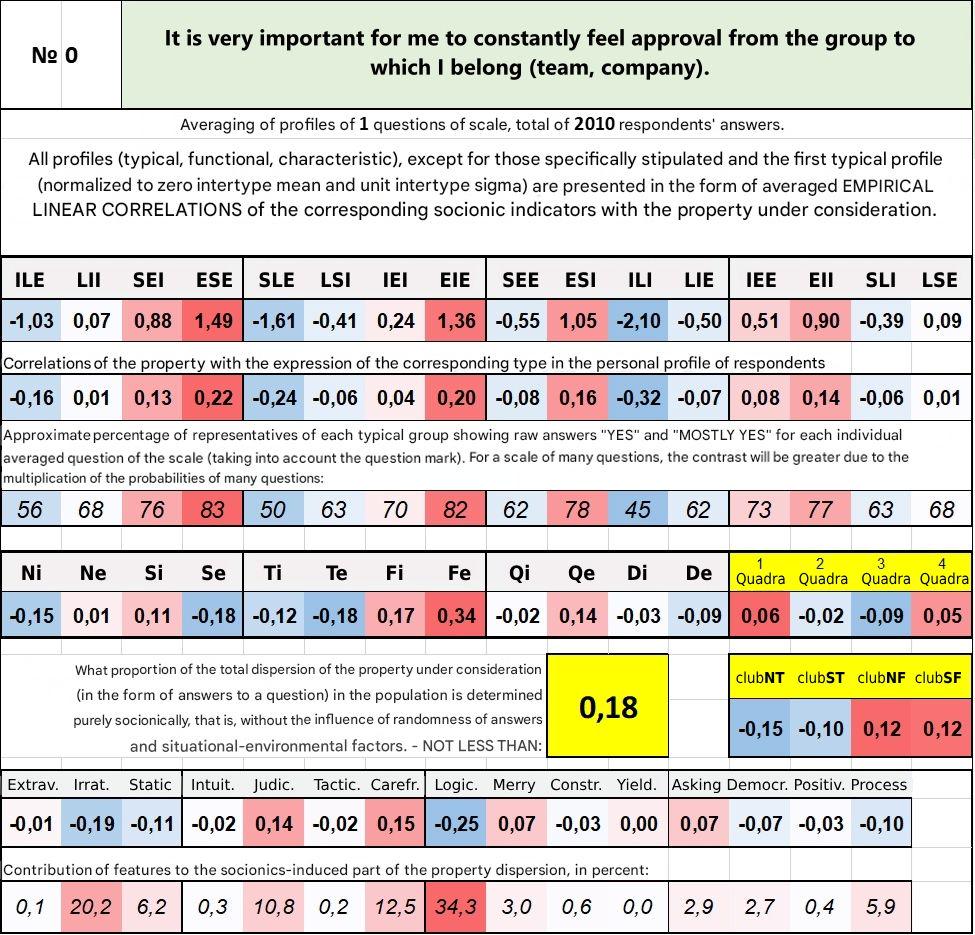 № 0
It is very important for me to constantly feel approval from the group to
which I belong (team, company).
Averaging of profiles of 1 questions of scale, total of 2010 respondents' answers.
All profiles (typical, functional, characteristic), except for those specifically stipulated and the first typical profile
(normalized to zero intertype mean and unit intertype sigma) are presented in the form of averaged EMPIRICAL
LINEAR CORRELATIONS of the corresponding socionic indicators with the property under consideration.
ILE LII SEI ESE SLE LSI IEI EIE SEE ESI ILI LIE IEE EII SLI LSE
-1,03 0,07 0,88 1,49 -1,61 -0,41 0,24 1,36 -0,55 1,05 -2,10 -0,50 0,51 0,90 -0,39 0,09
Correlations of the property with the expression of the corresponding type in the personal profile of respondents
-0,16 0,01 0,13 0,22 -0,24 -0,06 0,04 0,20 -0,08 0,16 -0,32 -0,07 0,08 0,14 -0,06 0,01
Approximate percentage of representatives of each typical group showing raw answers "YES" and "MOSTLY YES" for each individual
averaged question of the scale (taking into account the question mark). For a scale of many questions, the contrast will be greater due to the
multiplication of the probabilities of many questions:
56 68 76 83 50 63 70 82 62 78 45 62 73 77 63 68
Ni Ne Si Se Ti Te Fi Fe Qi Qe Di De 1 2 3 4
Quadra Quadra Quadra Quadra
-0,15 0,01 0,11 -0,18 -0,12 -0,18 0,17 0,34 -0,02 0,14 -0,03 -0,09 0,06 -0,02 -0,09 0,05
What proportion of the total dispersion of the property under consideration
(in the form of answers to a question) in the population is determined
purely socionically, that is, without the influence of randomness of answers
and situational-environmental factors. - NOT LESS THAN:
0,18
clubNT clubST clubNF clubSF
-0,15 -0,10 0,12 0,12
Extrav. Irrat. Static Intuit. Judic. Tactic. Carefr. Logic. Merry Constr. Yield. Asking Democr. Positiv. Process
-0,01 -0,19 -0,11 -0,02 0,14 -0,02 0,15 -0,25 0,07 -0,03 0,00 0,07 -0,07 -0,03 -0,10
Contribution of features to the socionics-induced part of the property dispersion, in percent:
0,1 20,2 6,2 0,3 10,8 0,2 12,5 34,3 3,0 0,6 0,0 2,9 2,7 0,4 5,9